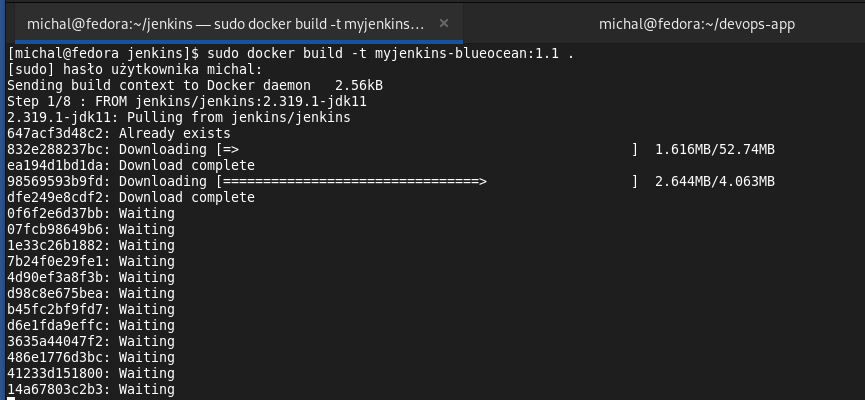 michal@fedora:~/jenkins — sudo docker build -t myjenkins... ×
michal@fedora:~/devops-app
[michal@fedora jenkins]$ sudo docker build -t myjenkins-blueocean:1.1 .
[sudo] hasło użytkownika michal:
Sending build context to Docker daemon   2.56kB
Step 1/8 : FROM jenkins/jenkins:2.319.1-jdk11
2.319.1-jdk11: Pulling from jenkins/jenkins
647acf3d48c2: Already exists
832e288237bc: Downloading [=>                                                 ]  1.616MB/52.74MB
ea194d1bd1da: Download complete
98569593b9fd: Downloading [================================>                  ]  2.644MB/4.063MB
dfe249e8cdf2: Download complete
0f6f2e6d37bb: Waiting
07fcb98649b6: Waiting
1e33c26b1882: Waiting
7b24f0e29fe1: Waiting
4d90ef3a8f3b: Waiting
d98c8e675bea: Waiting
b45fc2bf9fd7: Waiting
d6e1fda9effc: Waiting
3635a44047f2: Waiting
486e1776d3bc: Waiting
41233d151800: Waiting
14a67803c2b3: Waiting